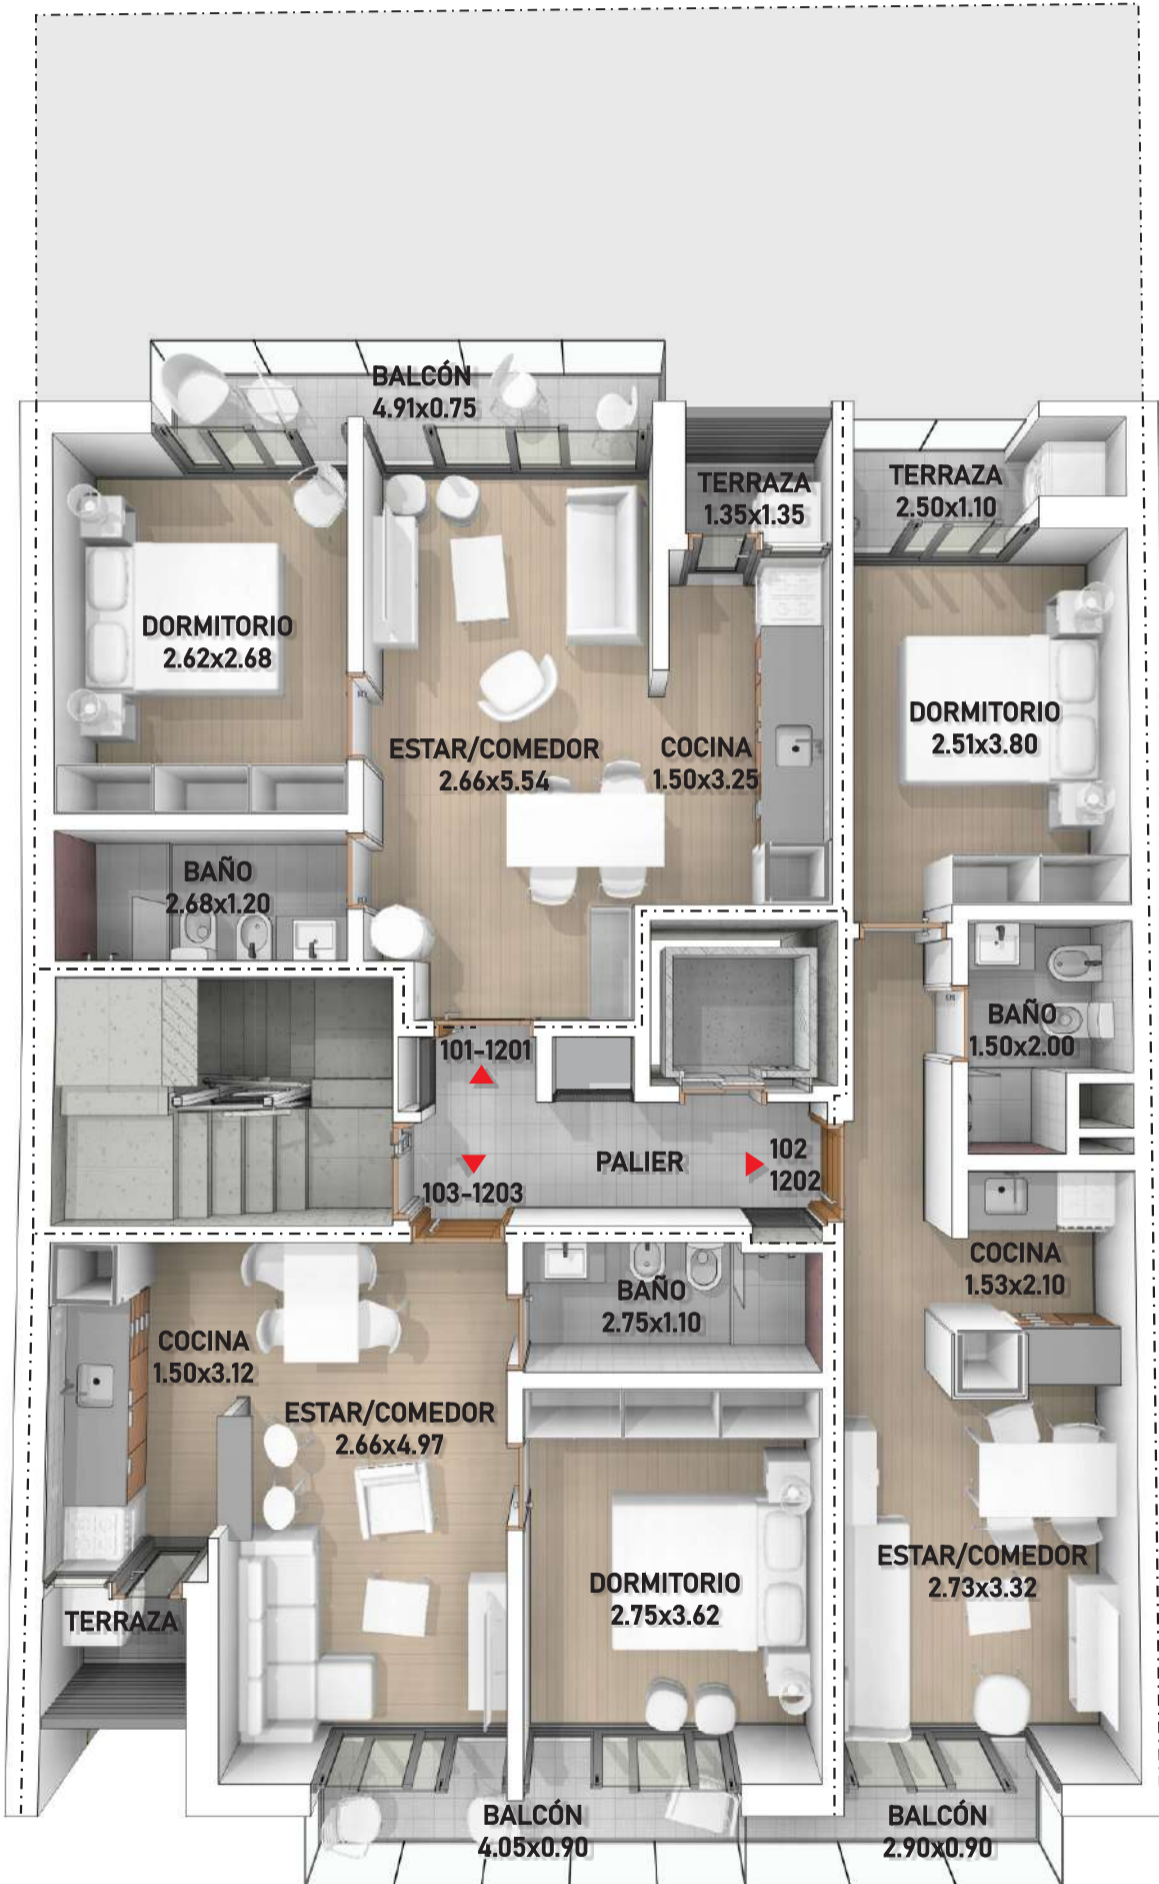 BALCÓN
4.91x0.75
TERRAZA
1.35x1.35
TERRAZA
2.50x1.10
DORMITORIO
2.62x2.68
ESTAR/COMEDOR
2.66x5.54
COCINA
1.50x3.25
DORMITORIO
2.51x3.80
BAÑO
2.68x1.20
BAÑO
1.50x2.00
101-1201
PALIER
102
1202
103-1203
COCINA
1.53x2.10
BAÑO
2.75x1.10
COCINA
1.50x3.12
ESTAR/COMEDOR
2.66x4.97
DORMITORIO
2.75x3.62
ESTAR/COMEDOR
2.73x3.32
TERRAZA
BALCÓN
4.05x0.90
BALCÓN
2.90x0.90